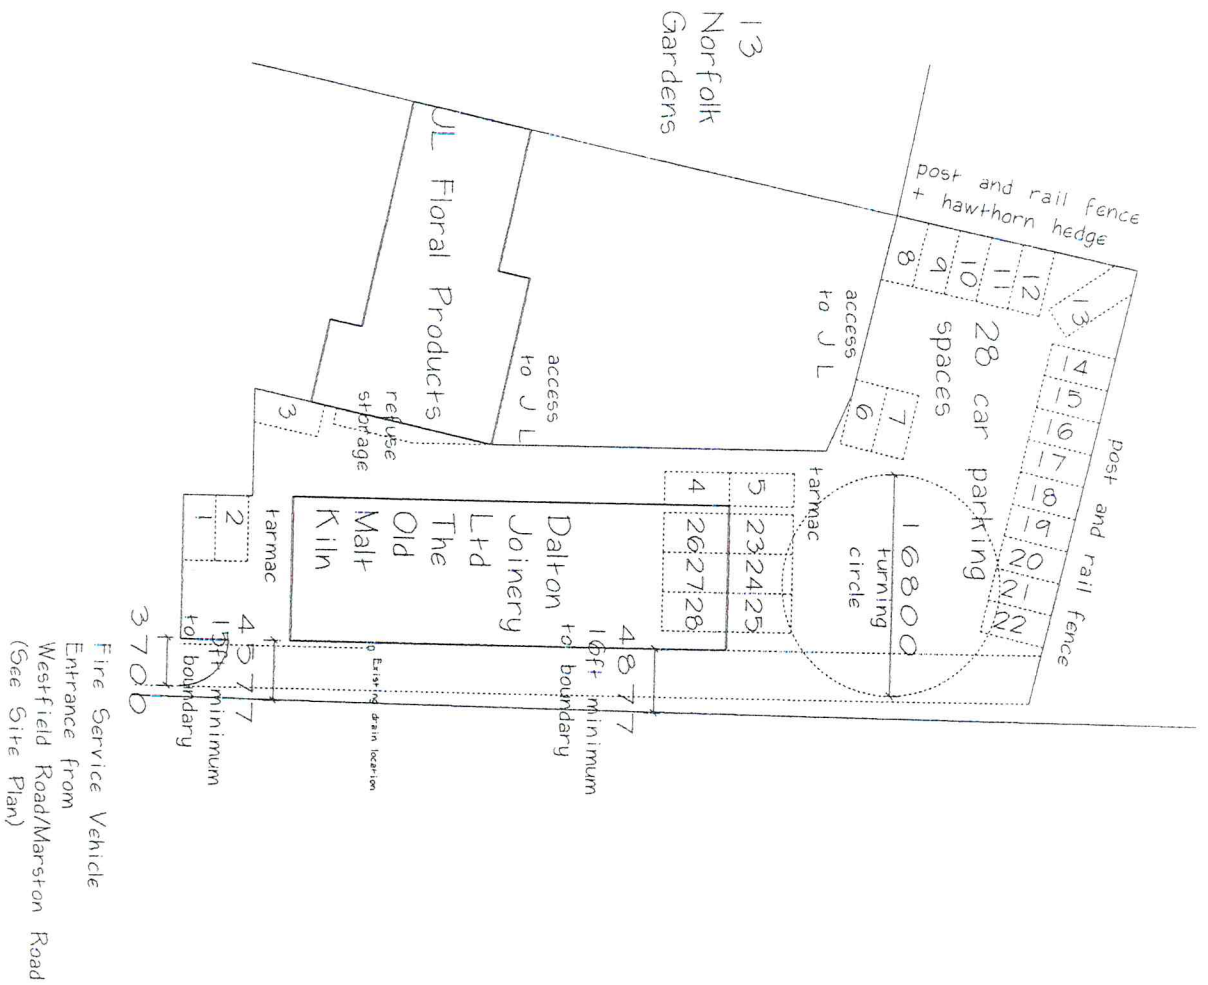 13
Norfolk
Gardens
post and rail fence
+ hawthorn hedge
JL Floral Products
access
to J L
access
to J L
refuse
storage
28 car parking
spaces
8
9
10
11
12
13
14
15
16
17
18
19
20
21
22
post and rail fence
7
6
tarmac
16800
turning
circle
5
23
24
25
4
26
27
28
3
2
1
tarmac
Dalton
Joinery
Ltd
The
Old
Malt
Kiln
4877
16ft minimum
to boundary
Existing drain location
4577
15ft minimum
to boundary
3700
Fire Service Vehicle
Entrance from
Westfield Road/Marston Road
(See Site Plan)